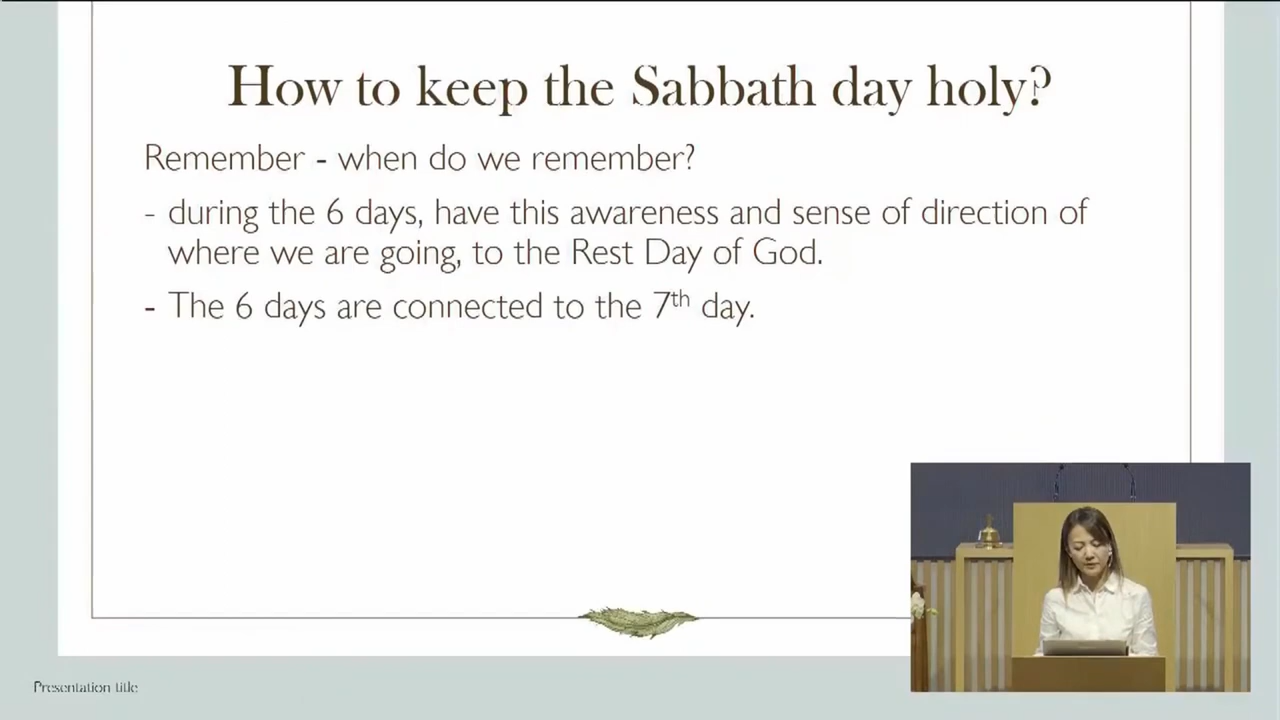 How to keep the Sabbath day holy?
Remember - when do we remember?
- during the 6 days, have this awareness and sense of direction of
where we are going, to the Rest Day of God.
- The 6 days are connected to the 7th day.
Presentation title